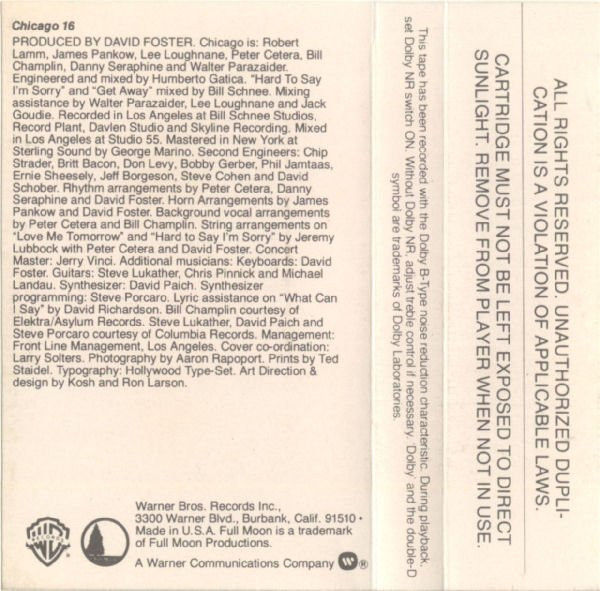 Chicago 16
PRODUCED BY DAVID FOSTER. Chicago is: Robert
Lamm, James Pankow, Lee Loughnane, Peter Cetera, Bill
Champlin, Danny Seraphine and Walter Parazaider.
Engineered and mixed by Humberto Gatica. "Hard To Say
I'm Sorry" and "Get Away" mixed by Bill Schnee. Mixing
assistance by Walter Parazaider, Lee Loughnane and Jack
Goudie. Recorded in Los Angeles at Bill Schnee Studios,
Record Plant, Davlen Studio and Skyline Recording. Mixed
in Los Angeles at Studio 55. Mastered in New York at
Sterling Sound by George Marino. Second Engineers: Chip
Strader, Britt Bacon, Don Levy, Bobby Gerber, Phil Jamtaas,
Ernie Sheesely, Jeff Borgeson, Steve Cohen and David
Schober. Rhythm arrangements by Peter Cetera, Danny
Seraphine and David Foster. Horn Arrangements by James
Pankow and David Foster. Background vocal arrangements
by Peter Cetera and Bill Champlin. String arrangements on
"Love Me Tomorrow" and "Hard to Say I'm Sorry" by Jeremy
Lubbock with Peter Cetera and David Foster. Concert
Master: Jerry Vinci. Additional musicians: Keyboards: David
Foster. Guitars: Steve Lukather, Chris Pinnick and Michael
Landau. Synthesizer: David Paich. Synthesizer
programming: Steve Porcaro. Lyric assistance on "What Can
I Say" by David Richardson. Bill Champlin courtesy of
Elektra/Asylum Records. Steve Lukather, David Paich and
Steve Porcaro courtesy of Columbia Records. Management:
Front Line Management, Los Angeles. Cover co-ordination:
Larry Solters. Photography by Aaron Rapoport. Prints by Ted
Staidel. Typography: Hollywood Type-Set. Art Direction &
design by Kosh and Ron Larson.
WB
RECORDS
Warner Bros. Records Inc.,
3300 Warner Blvd., Burbank, Calif. 91510 •
Made in U.S.A. Full Moon is a trademark
of Full Moon Productions.
A Warner Communications Company ®
This tape has been recorded with the Dolby B-Type noise reduction characteristic. During playback,
set Dolby NR switch ON. Without Dolby NR, adjust treble control if necessary. 'Dolby' and the double-D
symbol are trademarks of Dolby Laboratories.
ALL RIGHTS RESERVED. UNAUTHORIZED DUPLI-
CATION IS A VIOLATION OF APPLICABLE LAWS.
CARTRIDGE MUST NOT BE LEFT EXPOSED TO DIRECT
SUNLIGHT. REMOVE FROM PLAYER WHEN NOT IN USE.